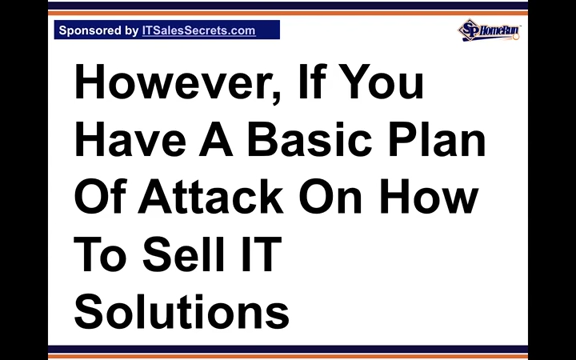 Sponsored by ITSalesSecrets.com
SP HomeRun
However, If You
Have A Basic Plan
Of Attack On How
To Sell IT
Solutions